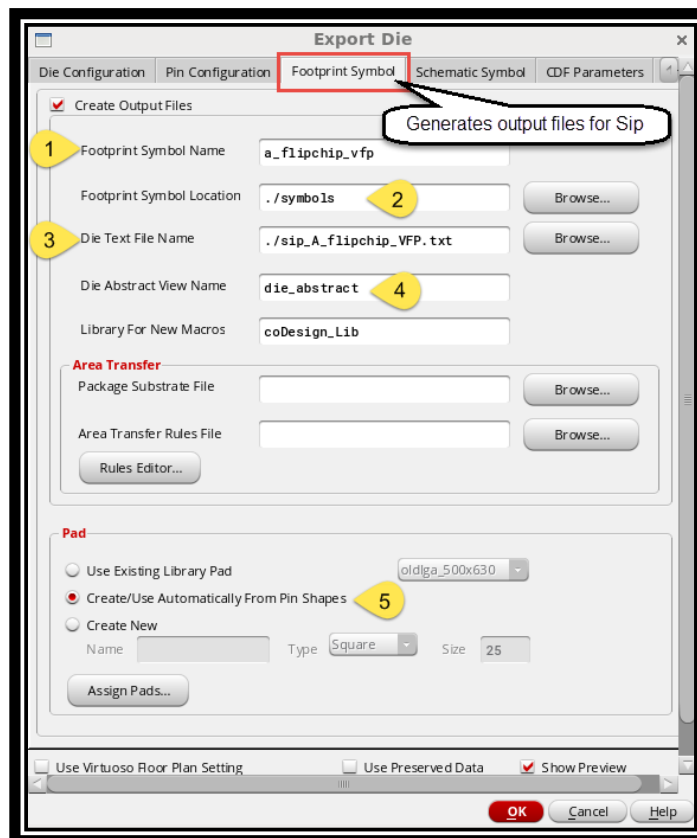 Export Die
Die Configuration Pin Configuration Footprint Symbol Schematic Symbol CDF Parameters
Create Output Files
Generates output files for Sip
1 Footprint Symbol Name a_flipchip_vfp
Footprint Symbol Location ./symbols 2 Browse...
3 Die Text File Name ./sip_A_flipchip_VFP.txt Browse...
Die Abstract View Name die_abstract 4
Library For New Macros coDesign_Lib
Area Transfer
Package Substrate File Browse...
Area Transfer Rules File Browse...
Rules Editor...
Pad
Use Existing Library Pad oldlga_500x630
Create/Use Automatically From Pin Shapes 5
Create New
Name Type Square Size 25
Assign Pads...
Use Virtuoso Floor Plan Setting Use Preserved Data Show Preview
OK Cancel Help